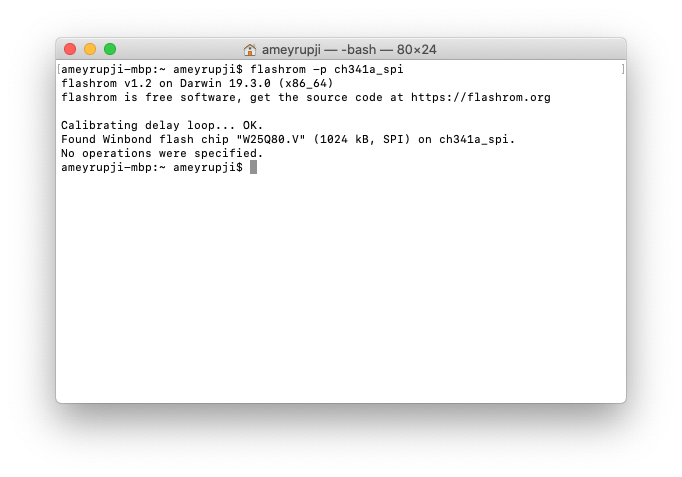 ameyrupji — -bash — 80×24
[ameyrupji-mbp:~ ameyrupji$ flashrom -p ch341a_spi ]
flashrom v1.2 on Darwin 19.3.0 (x86_64)
flashrom is free software, get the source code at https://flashrom.org
Calibrating delay loop... OK.
Found Winbond flash chip "W25Q80.V" (1024 kB, SPI) on ch341a_spi.
No operations were specified.
ameyrupji-mbp:~ ameyrupji$